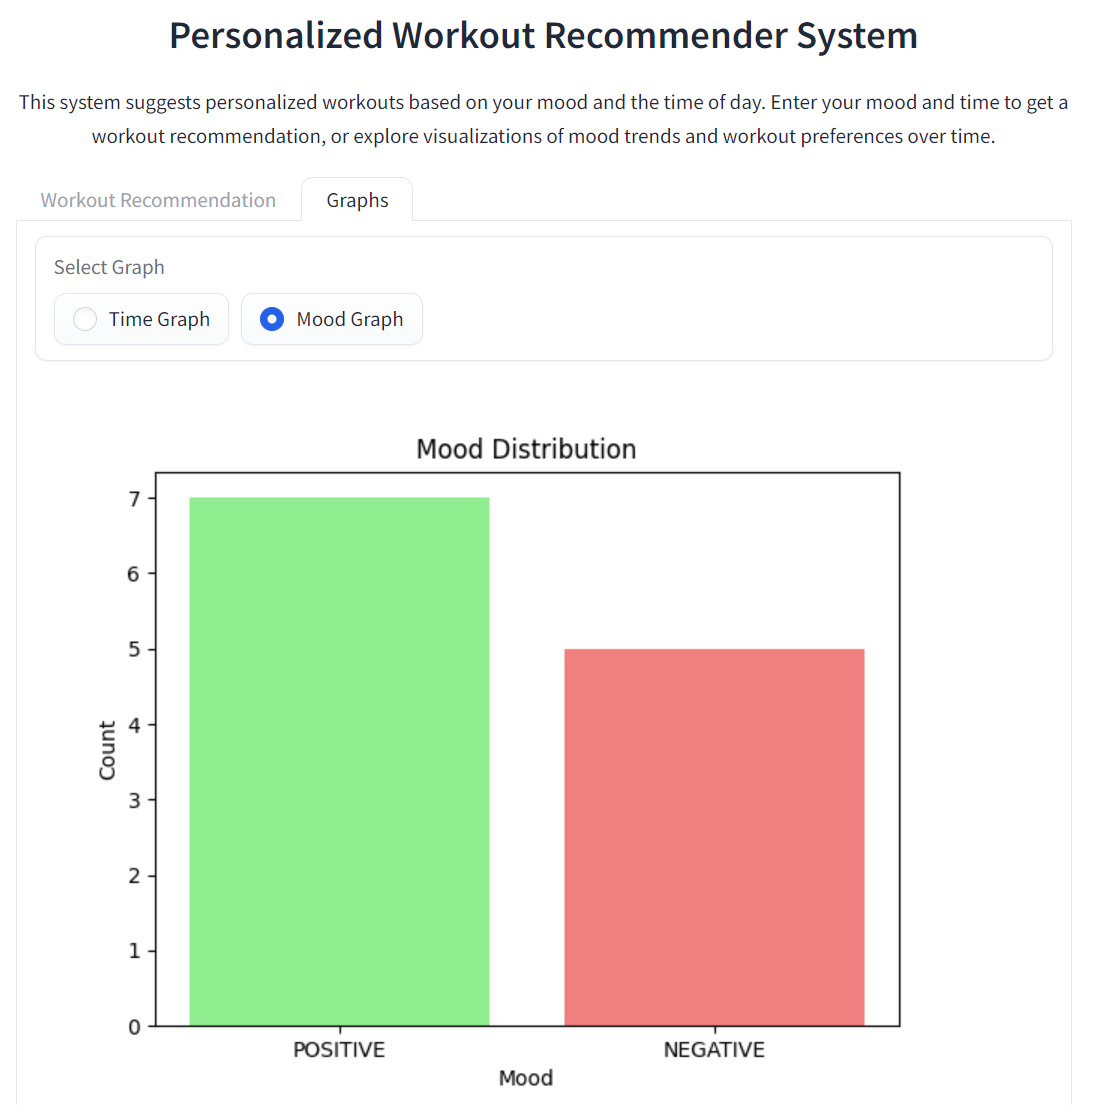 Personalized Workout Recommender System
This system suggests personalized workouts based on your mood and the time of day. Enter your mood and time to get a
workout recommendation, or explore visualizations of mood trends and workout preferences over time.
Workout Recommendation
Graphs
Select Graph
Time Graph
Mood Graph
Mood Distribution
7
6
5
4
3
2
1
0
Count
POSITIVE
NEGATIVE
Mood